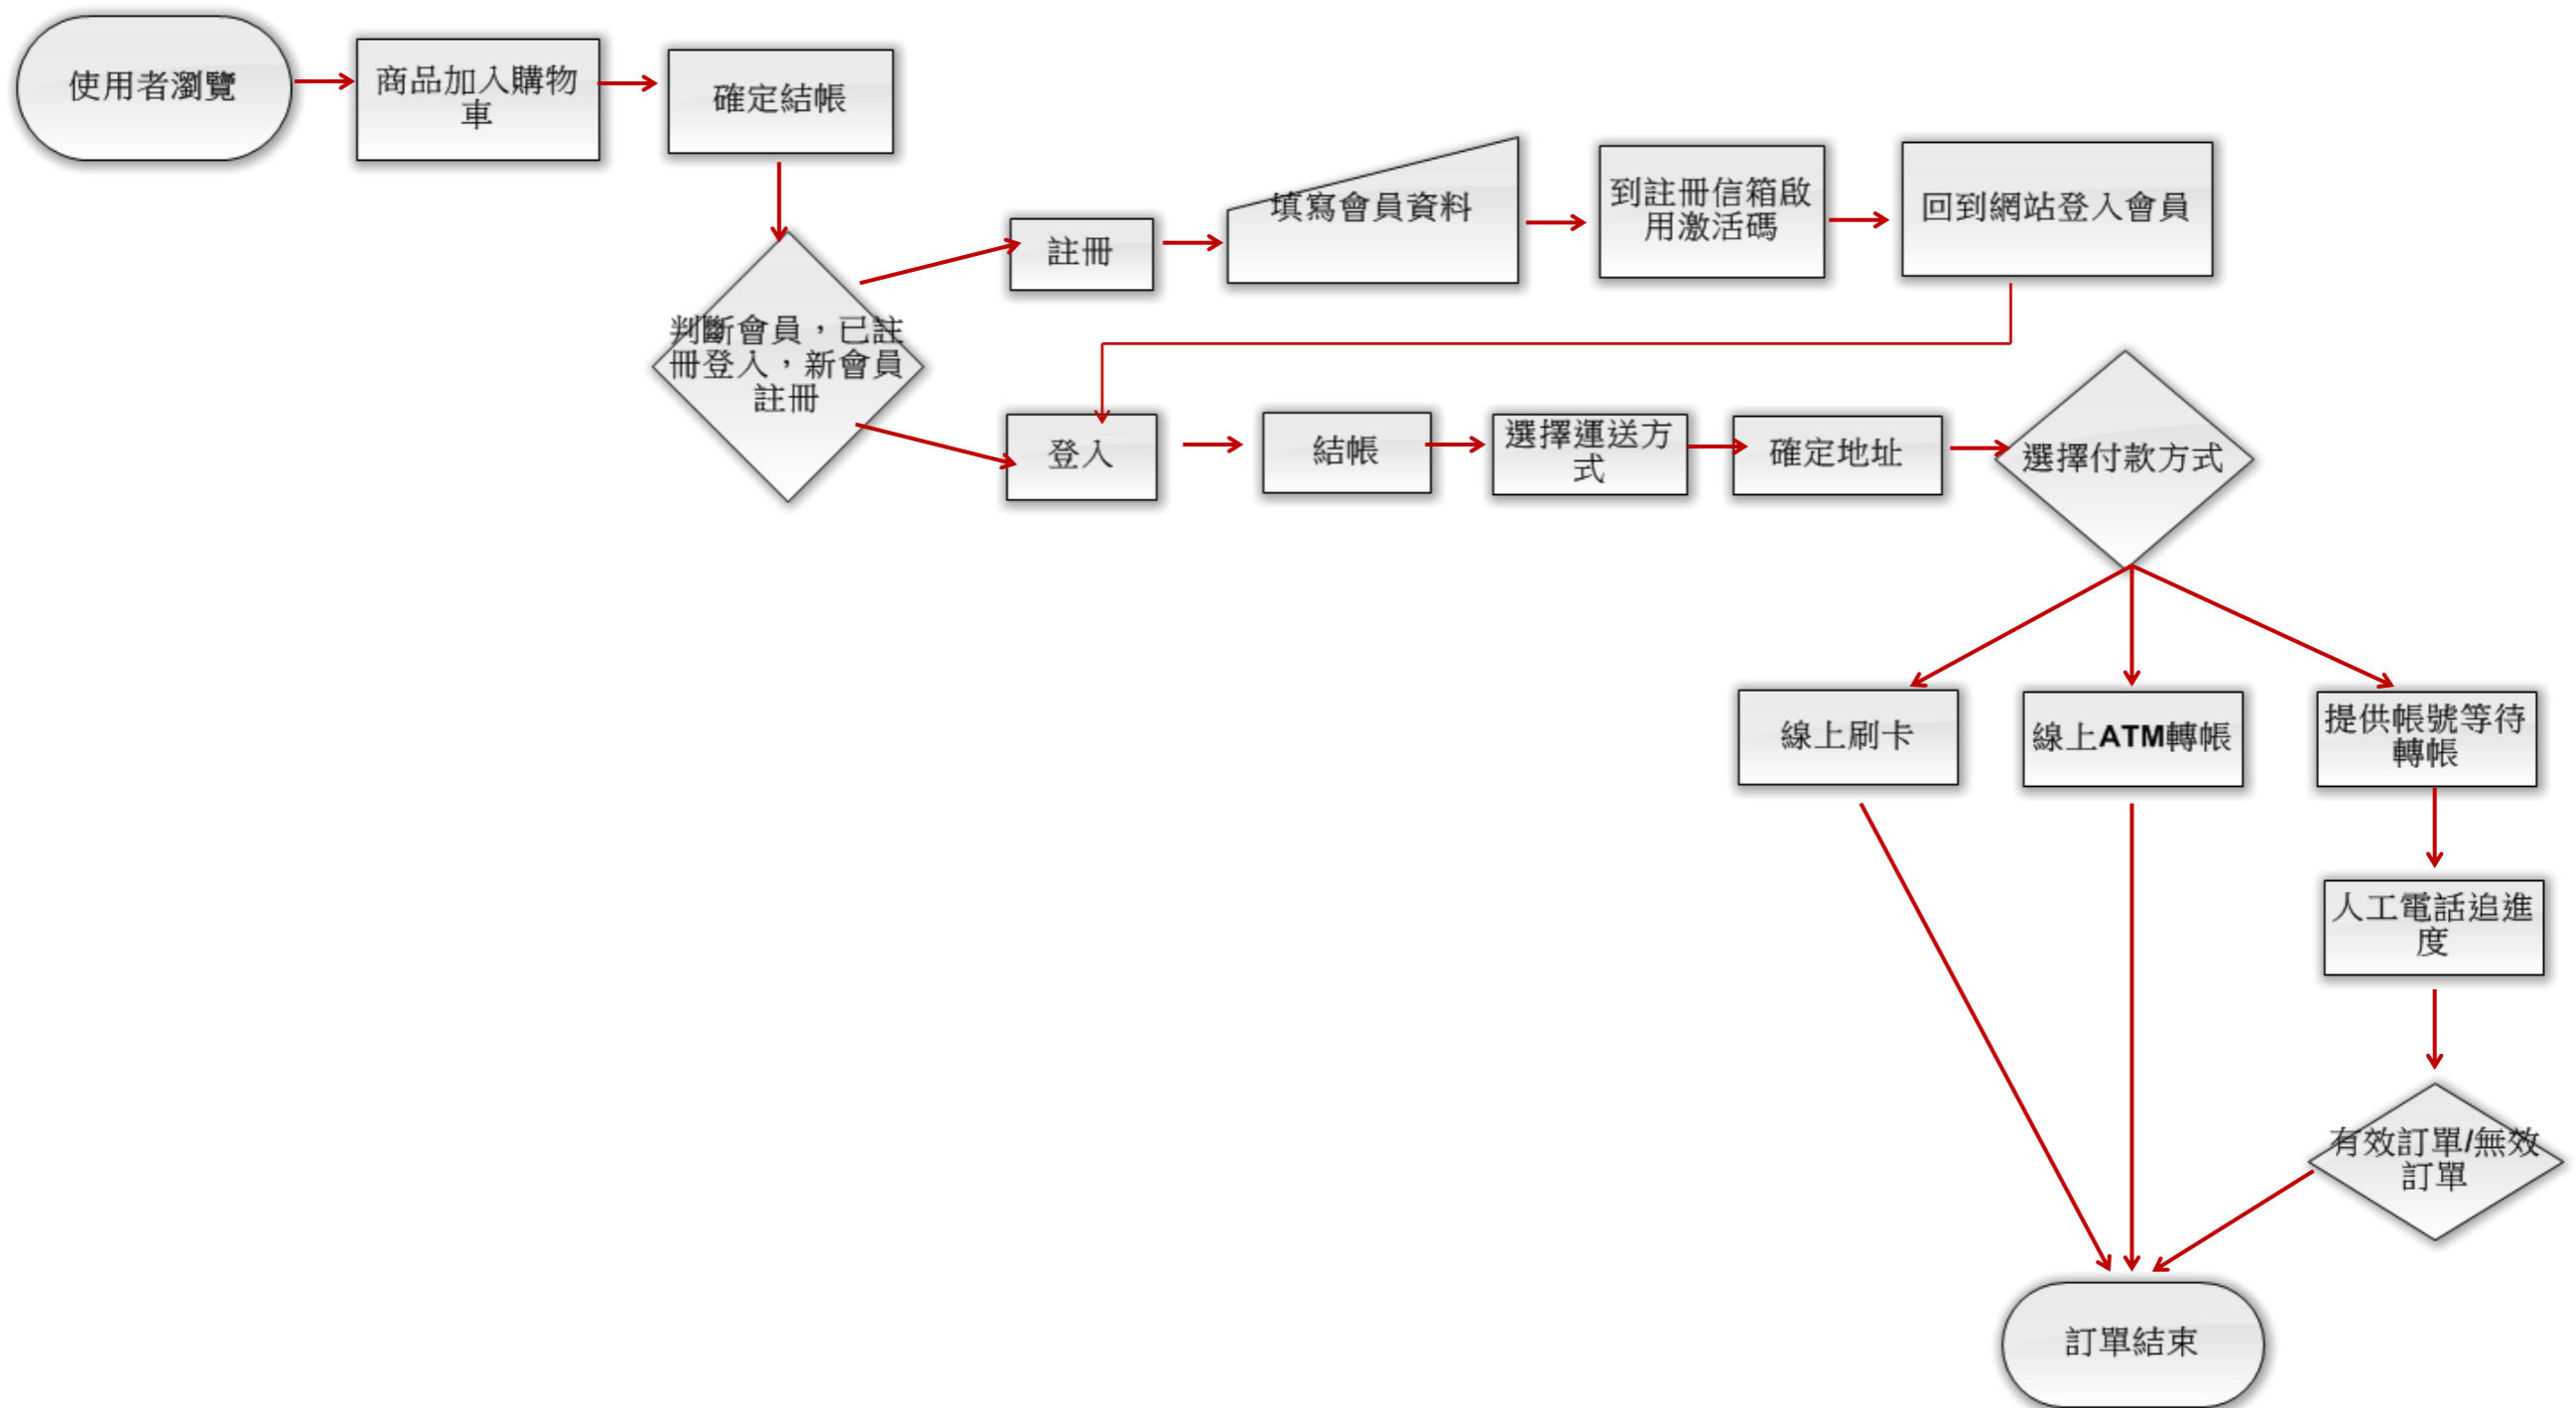 使用者瀏覽
商品加入購物
車
確定結帳
註冊
填寫會員資料
到註冊信箱啟
用激活碼
回到網站登入會員
判斷會員，已註
冊登入，新會員
註冊
登入
結帳
選擇運送方
式
確定地址
選擇付款方式
線上刷卡
線上ATM轉帳
提供帳號等待
轉帳
人工電話追進
度
有效訂單/無效
訂單
訂單結束